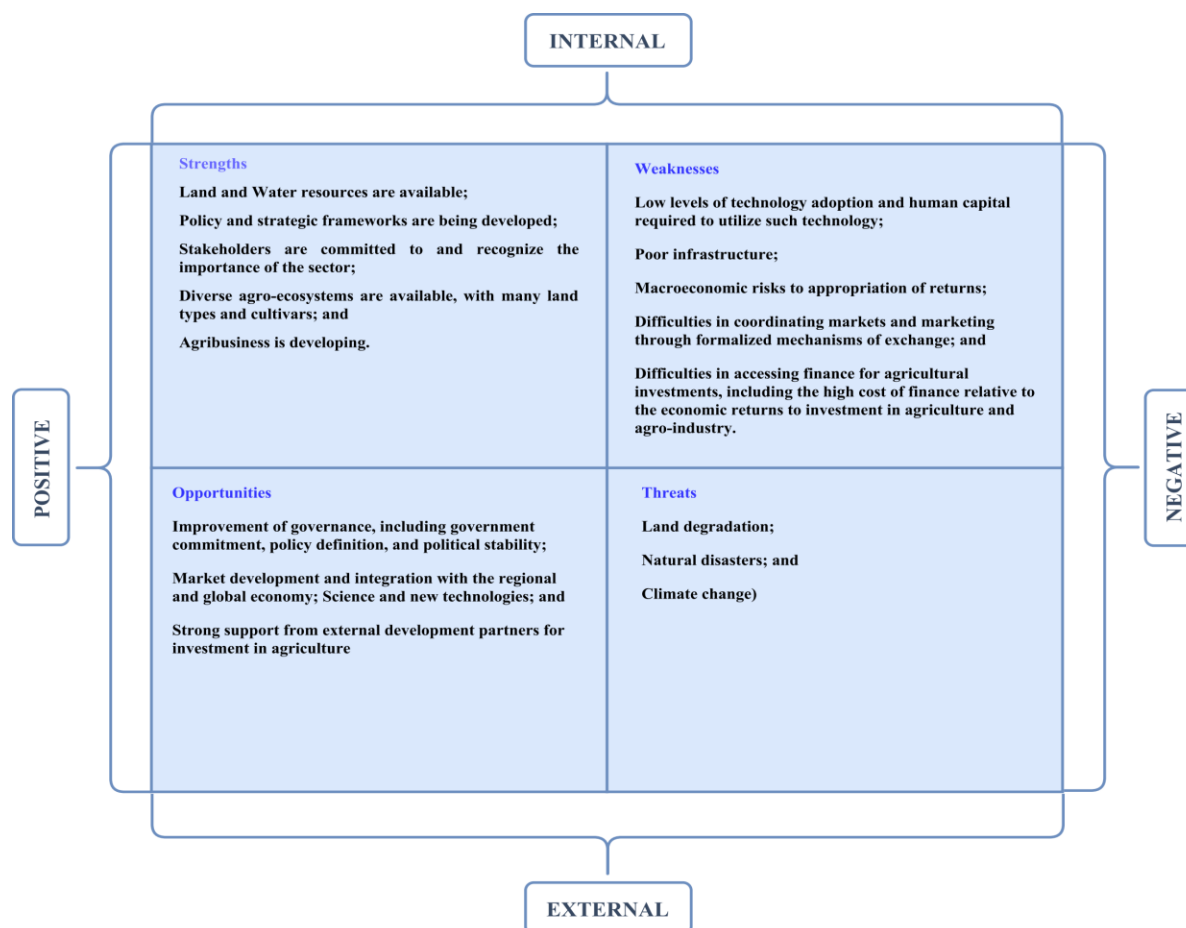 INTERNAL
Strengths
Land and Water resources are available;
Policy and strategic frameworks are being developed;
Stakeholders are committed to and recognize the
importance of the sector;
Diverse agro-ecosystems are available, with many land
types and cultivars; and
Agribusiness is developing.
Weaknesses
Low levels of technology adoption and human capital
required to utilize such technology;
Poor infrastructure;
Macroeconomic risks to appropriation of returns;
Difficulties in coordinating markets and marketing
through formalized mechanisms of exchange; and
Difficulties in accessing finance for agricultural
investments, including the high cost of finance relative to
the economic returns to investment in agriculture and
agro-industry.
POSITIVE
NEGATIVE
Opportunities
Improvement of governance, including government
commitment, policy definition, and political stability;
Market development and integration with the regional
and global economy; Science and new technologies; and
Strong support from external development partners for
investment in agriculture
Threats
Land degradation;
Natural disasters; and
Climate change)
EXTERNAL